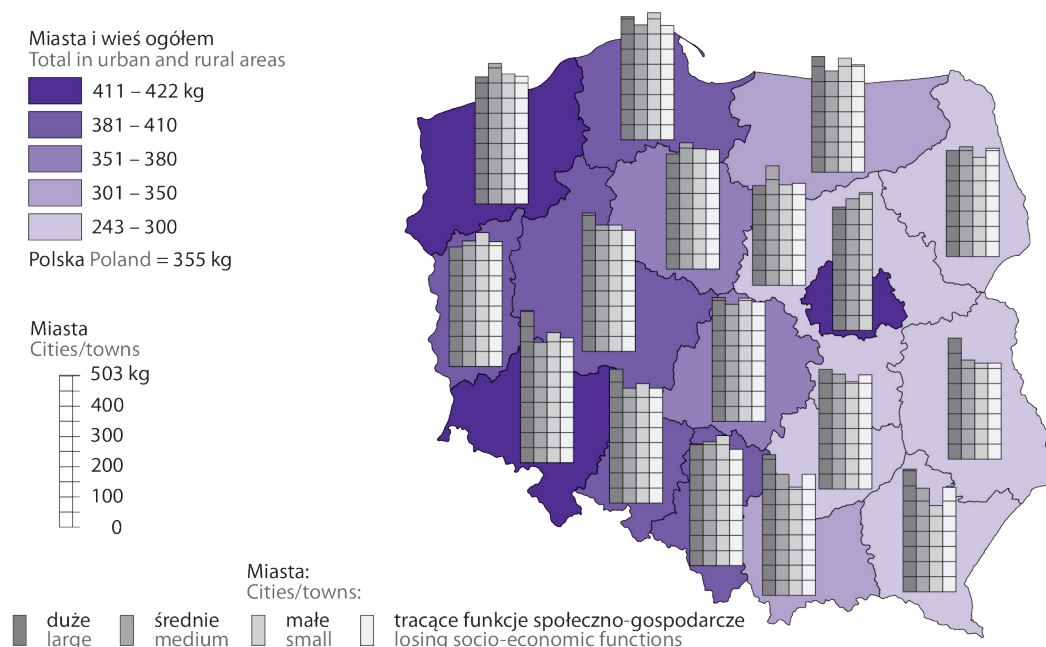 Miasta i wieś ogółem
Total in urban and rural areas
411 – 422 kg
381 – 410
351 – 380
301 – 350
243 – 300
Polska Poland = 355 kg
Miasta
Cities/towns
503 kg
400
300
200
100
0
Miasta:
Cities/towns:
duże
large
średnie
medium
małe
small
tracące funkcje społeczno-gospodarcze
losing socio-economic functions